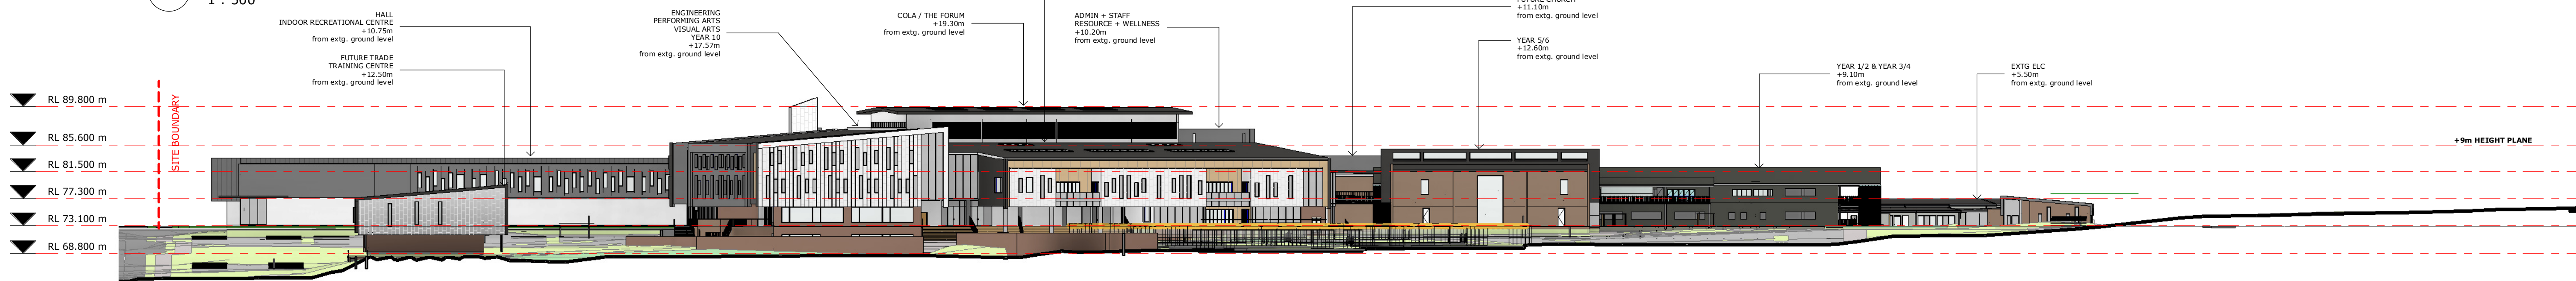 1 : 500
HALL
INDOOR RECREATIONAL CENTRE
+10.75m
from extg. ground level
FUTURE TRADE
TRAINING CENTRE
+12.50m
from extg. ground level
ENGINEERING
PERFORMING ARTS
VISUAL ARTS
YEAR 10
+17.57m
from extg. ground level
COLA / THE FORUM
+19.30m
from extg. ground level
ADMIN + STAFF
RESOURCE + WELLNESS
+10.20m
from extg. ground level
FUTURE CHURCH
+11.10m
from extg. ground level
YEAR 5/6
+12.60m
from extg. ground level
YEAR 1/2 & YEAR 3/4
+9.10m
from extg. ground level
EXTG ELC
+5.50m
from extg. ground level
RL 89.800 m
RL 85.600 m
RL 81.500 m
RL 77.300 m
RL 73.100 m
RL 68.800 m
SITE BOUNDARY
+9m HEIGHT PLANE